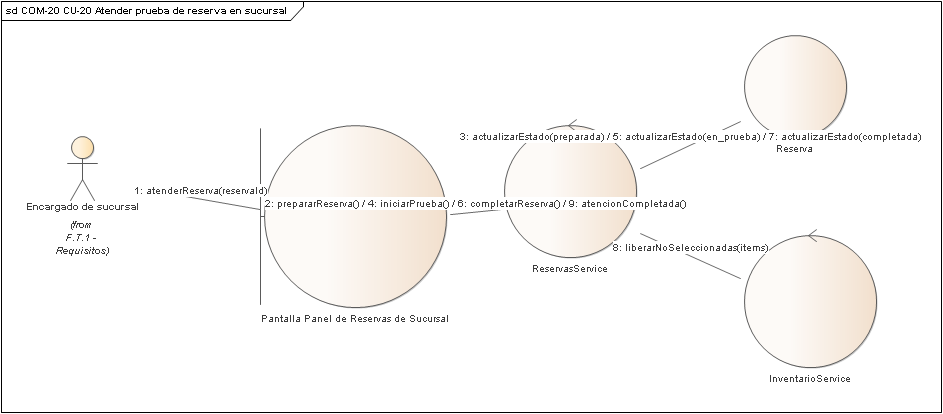 sd COM-20 CU-20 Atender prueba de reserva en sucursal
3: actualizarEstado(preparada) / 5: actualizarEstado(en_prueba) / 7: actualizarEstado(completada)
Reserva
1: atenderReserva(reservaId)
Encargado de sucursal
2: prepararReserva() / 4: iniciarPrueba() / 6: completarReserva() / 9: atencionCompletada()
(from
F.T.1 -
Requisitos)
8: liberarNoSeleccionadas(items)
ReservasService
Pantalla Panel de Reservas de Sucursal
InventarioService